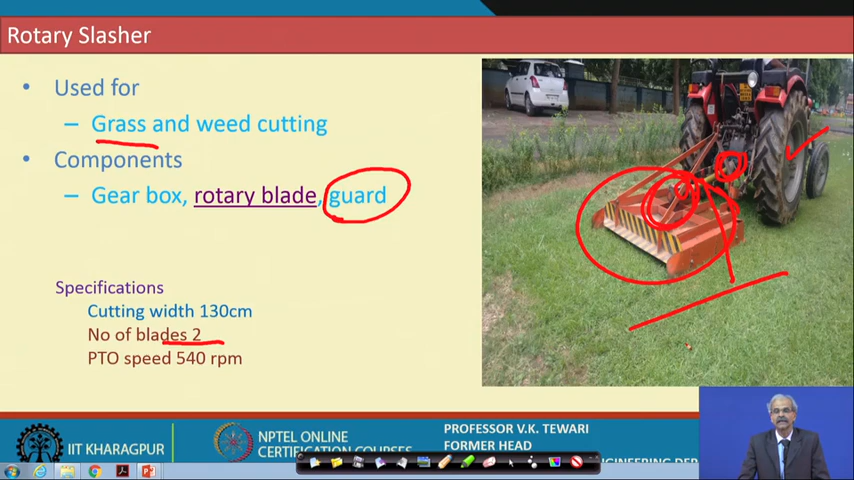 Rotary Slasher
• Used for
– Grass and weed cutting
• Components
– Gear box, rotary blade, guard
Specifications
Cutting width 130cm
No of blades 2
PTO speed 540 rpm
IIT KHARAGPUR
NPTEL ONLINE
CERTIFICATION COURSES
PROFESSOR V.K. TEWARI
FORMER HEAD